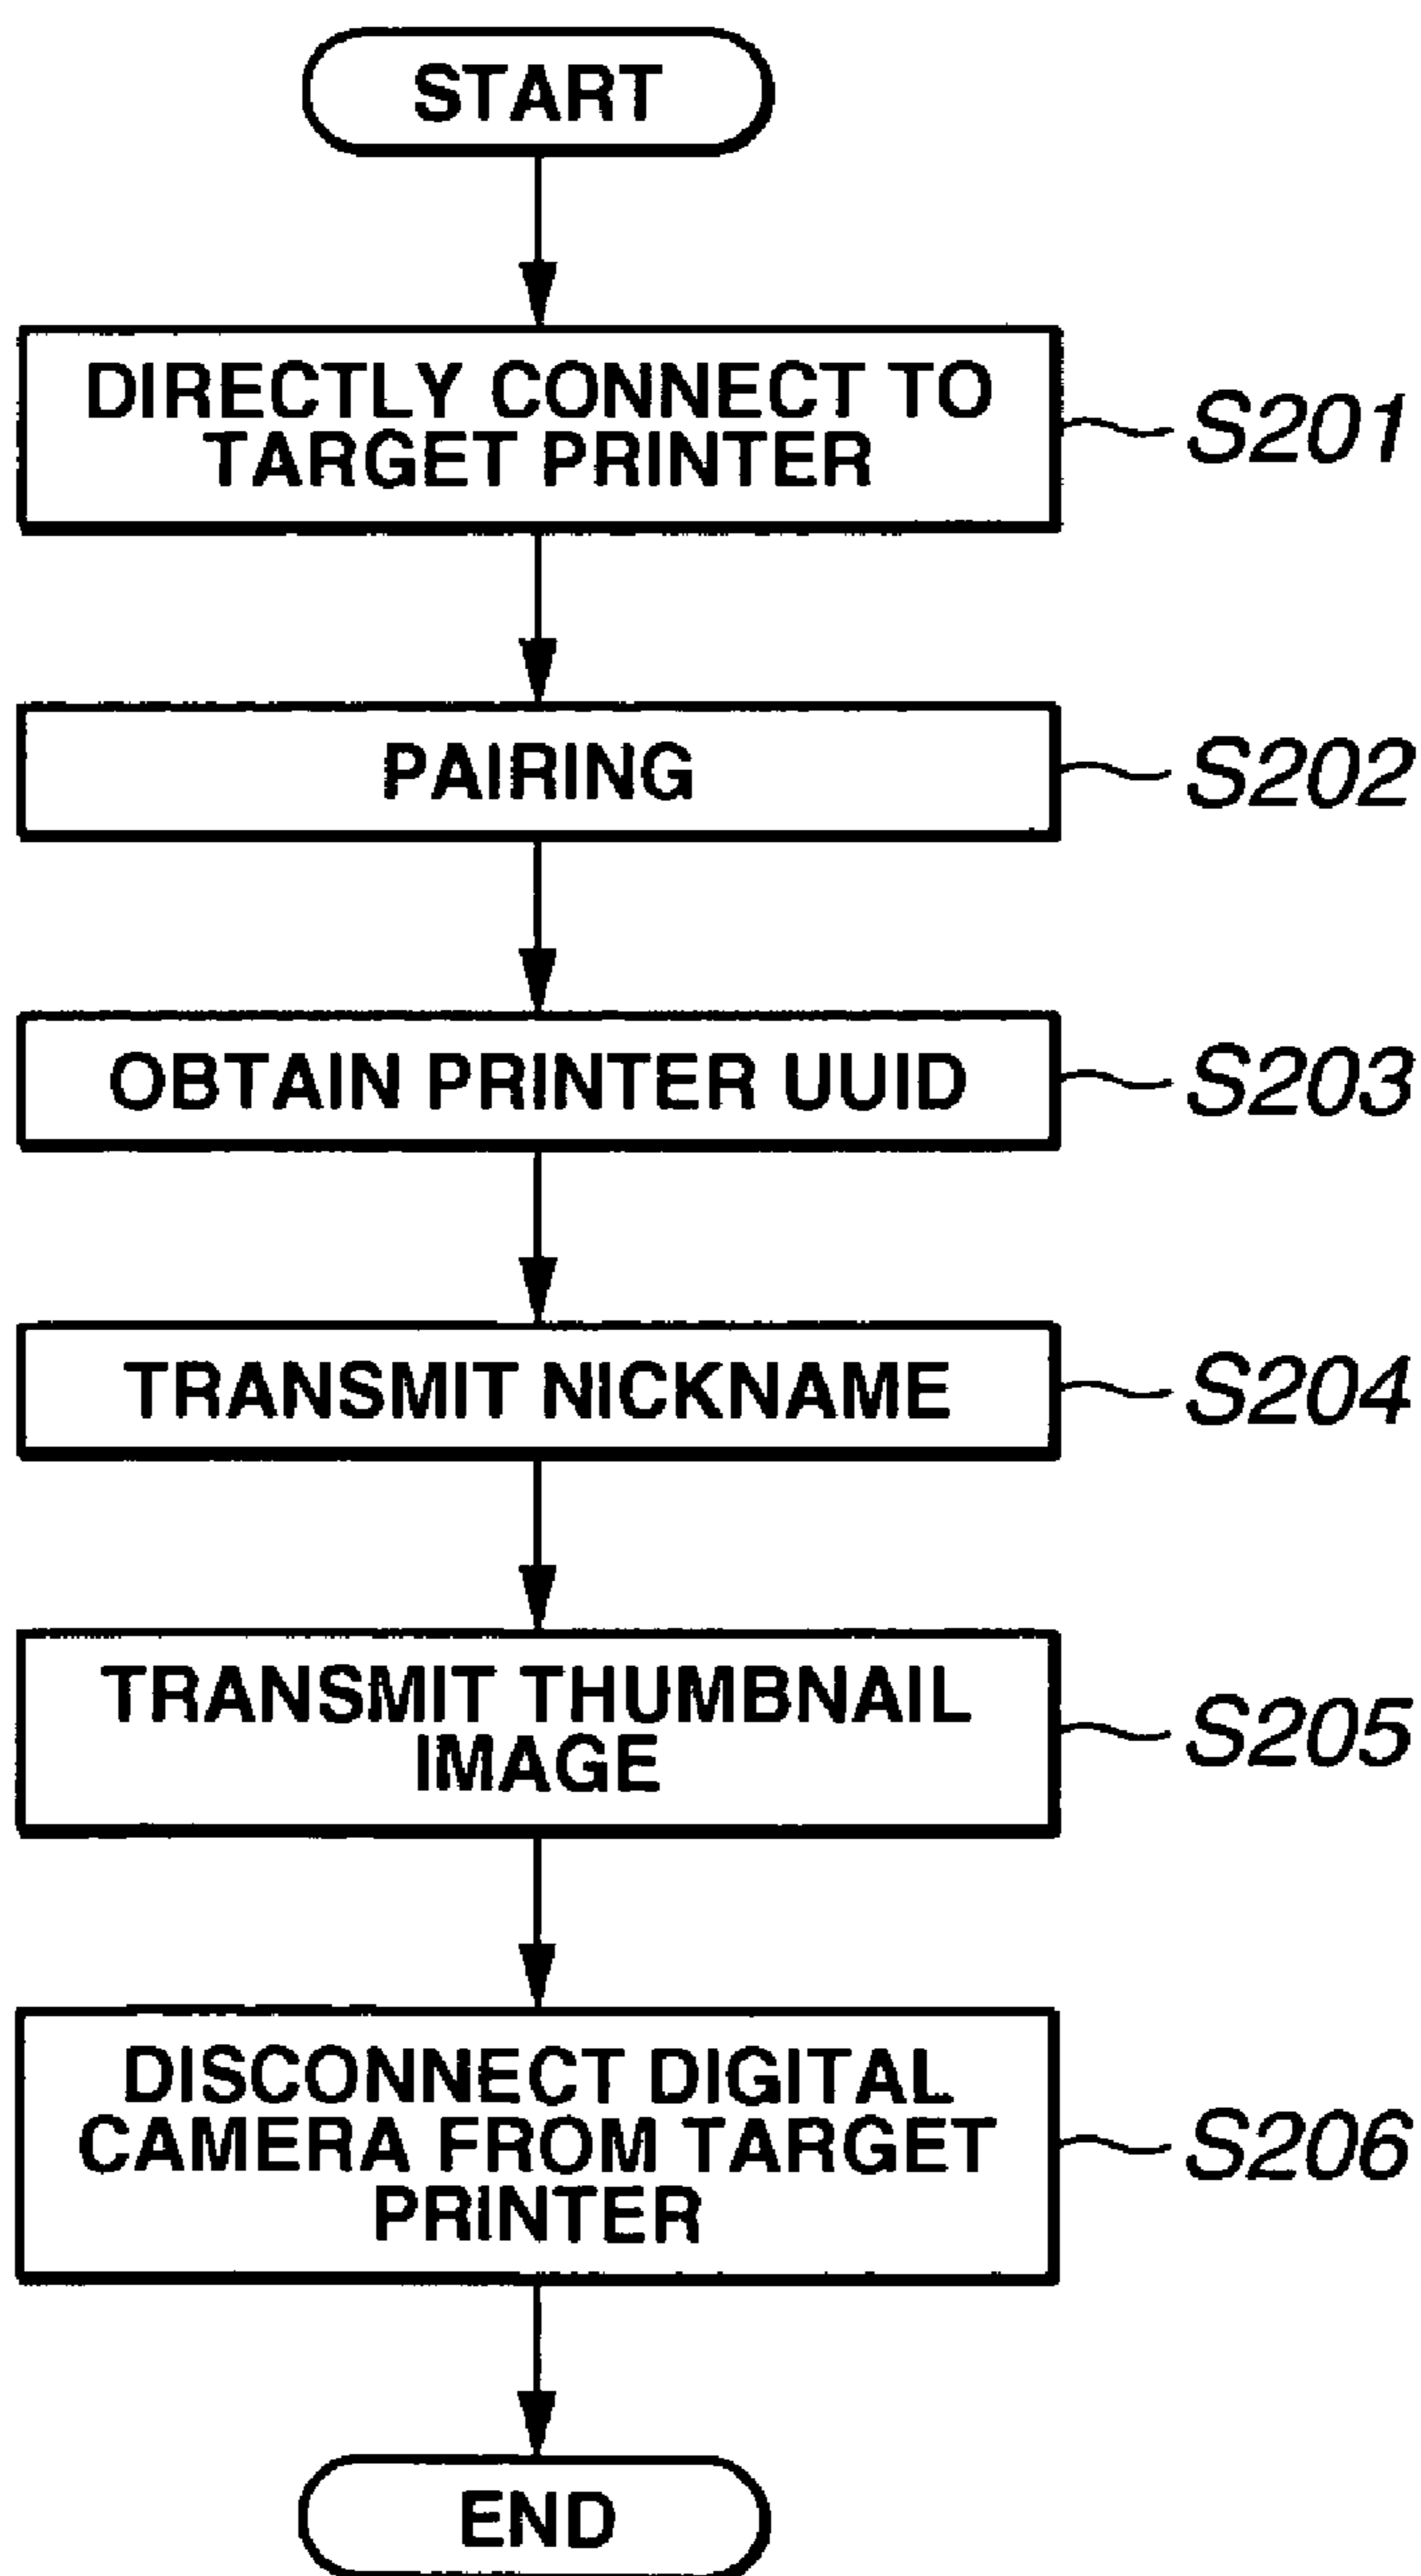 START
DIRECTLY CONNECT TO
TARGET PRINTER
S201
PAIRING
S202
OBTAIN PRINTER UUID
S203
TRANSMIT NICKNAME
S204
TRANSMIT THUMBNAIL
IMAGE
S205
DISCONNECT DIGITAL
CAMERA FROM TARGET
PRINTER
S206
END